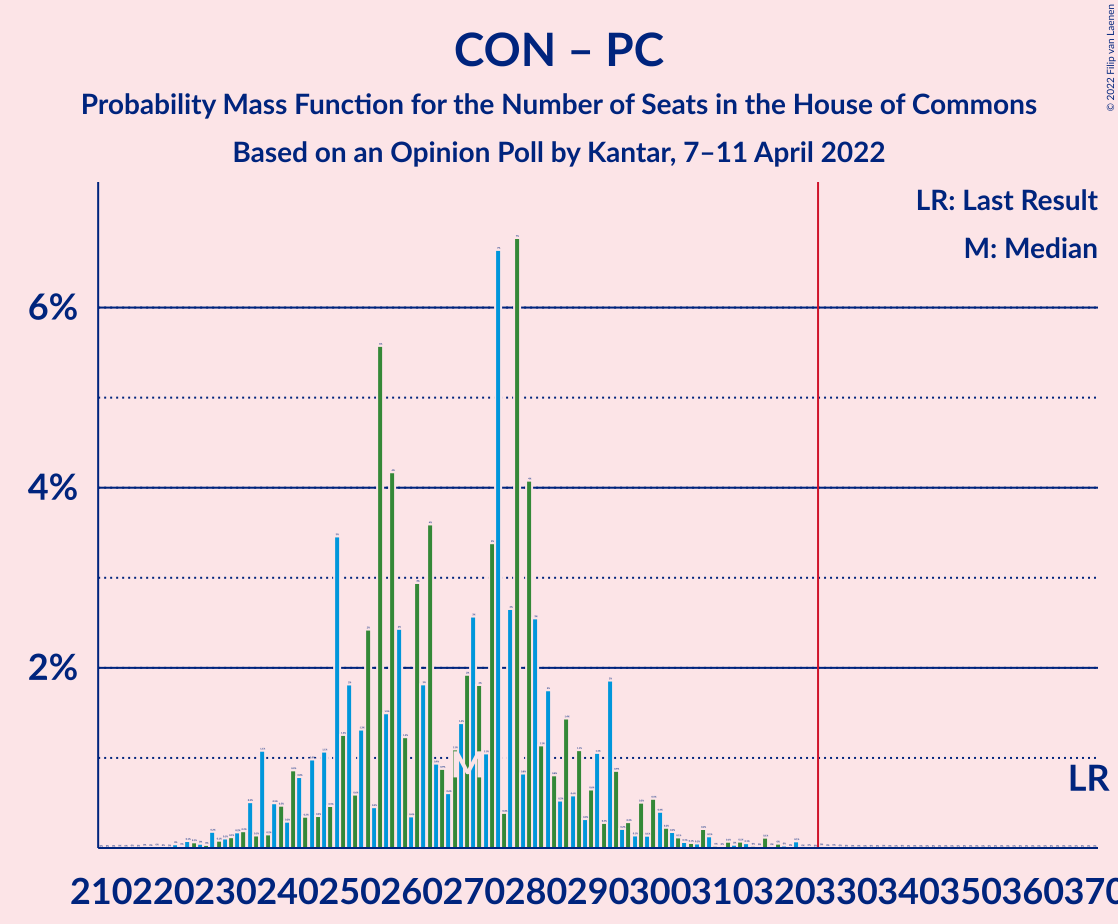 CON – PC
Probability Mass Function for the Number of Seats in the House of Commons
Based on an Opinion Poll by Kantar, 7–11 April 2022
© 2022 Filip van Laenen
LR: Last Result
M: Median
6%
4%
2%
M
LR
210220230240250260270280290300310320330340350360370